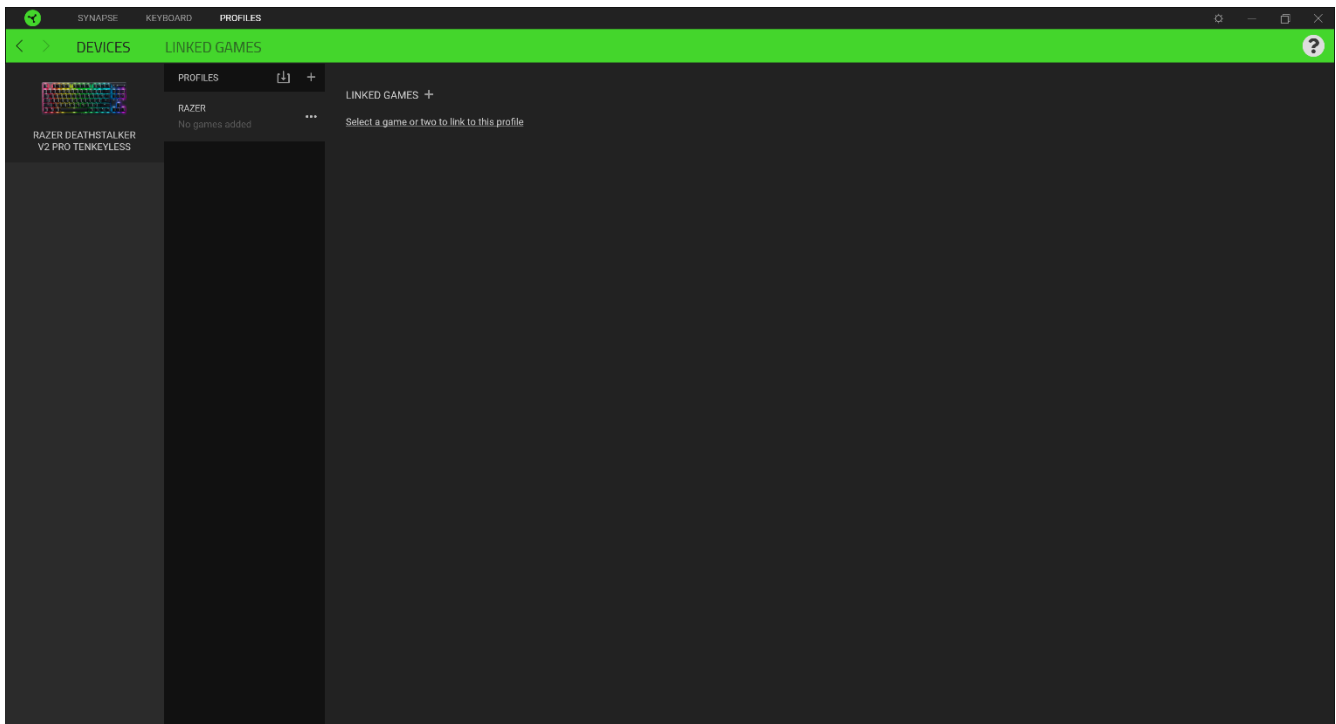 SYNAPSE KEYBOARD PROFILES
DEVICES LINKED GAMES ?
RAZER DEATHSTALKER
V2 PRO TENKEYLESS
PROFILES
RAZER
No games added
LINKED GAMES +
Select a game or two to link to this profile